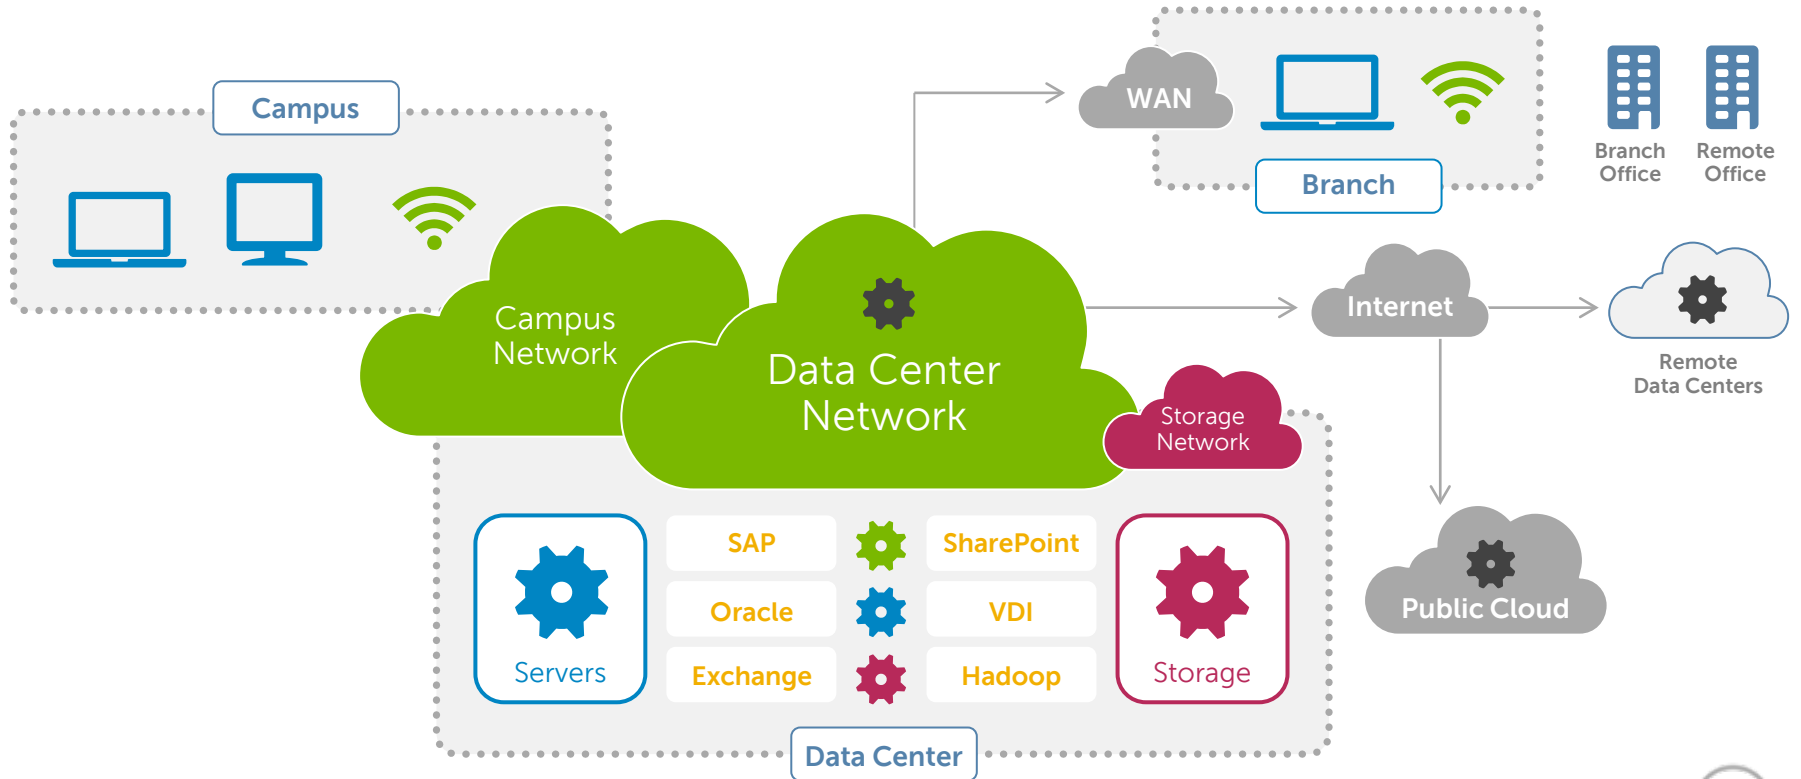 Campus
WAN
Branch
Branch
Office
Remote
Office
Campus
Network
Data Center
Network
Internet
Remote
Data Centers
Storage
Network
Public Cloud
Servers
SAP
SharePoint
Oracle
VDI
Exchange
Hadoop
Storage
Data Center